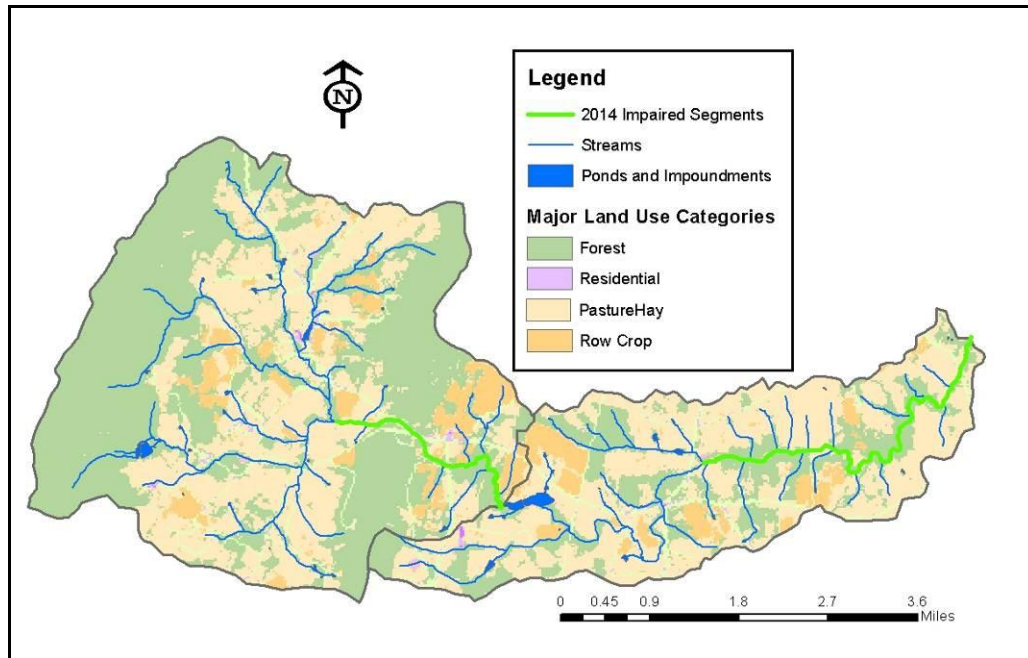 N
Legend
2014 Impaired Segments
Streams
Ponds and Impoundments
Major Land Use Categories
Forest
Residential
PastureHay
Row Crop
0 0.45 0.9 1.8 2.7 3.6
Miles